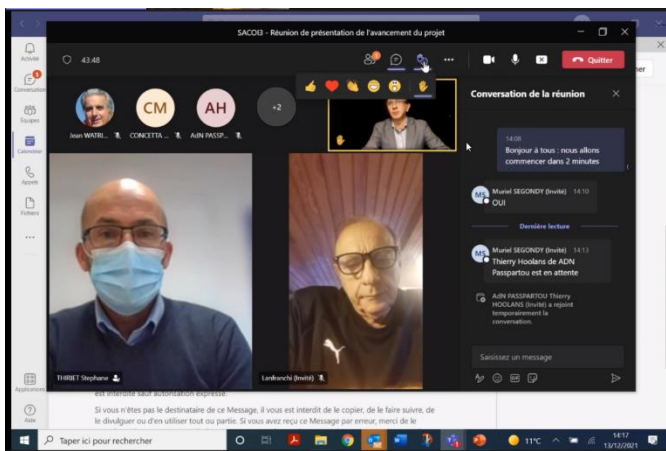 SACOI3 - Réunion de présentation de l'avancement du projet
Activité
43:48
Quitter
Conversation
Équipes
Calendrier
Appels
Fichiers
CM
AH
+2
Jean WATRI...
CONCETTA ...
AdN PASSP...
Conversation de la réunion
14:08
Bonjour à tous : nous allons
commencer dans 2 minutes
MS
Muriel SEGONDY (Invité) 14:10
OUI
Dernière lecture
MS
Muriel SEGONDY (Invité) 14:13
Thierry Hoolans de ADN
Passpartou est en attente
AdN PASSPARTOU Thierry
HOOLANS (Invité) a rejoint
temporairement la
conversation.
Saisissez un message
GIF
THIRIET Stephane
Lanfranchi (Invité)
Applications
Aide
est interdite sauf autorisation expresse.
Si vous n'êtes pas le destinataire de ce Message, il vous est interdit de le copier, de le faire suivre, de
le divulguer ou d'en utiliser tout ou partie. Si vous avez reçu ce Message par erreur, merci de le
Taper ici pour rechercher
11°C
14:17
13/12/2021